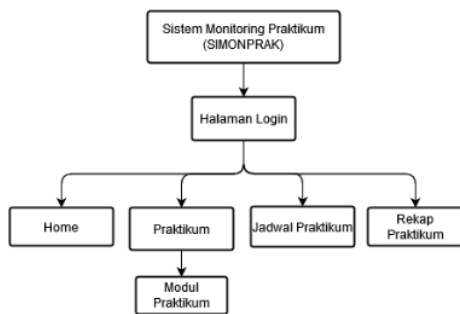 Sistem Monitoring Praktikum
(SIMONPRAK)
Halaman Login
Home
Praktikum
Jadwal Praktikum
Rekap
Praktikum
Modul
Praktikum